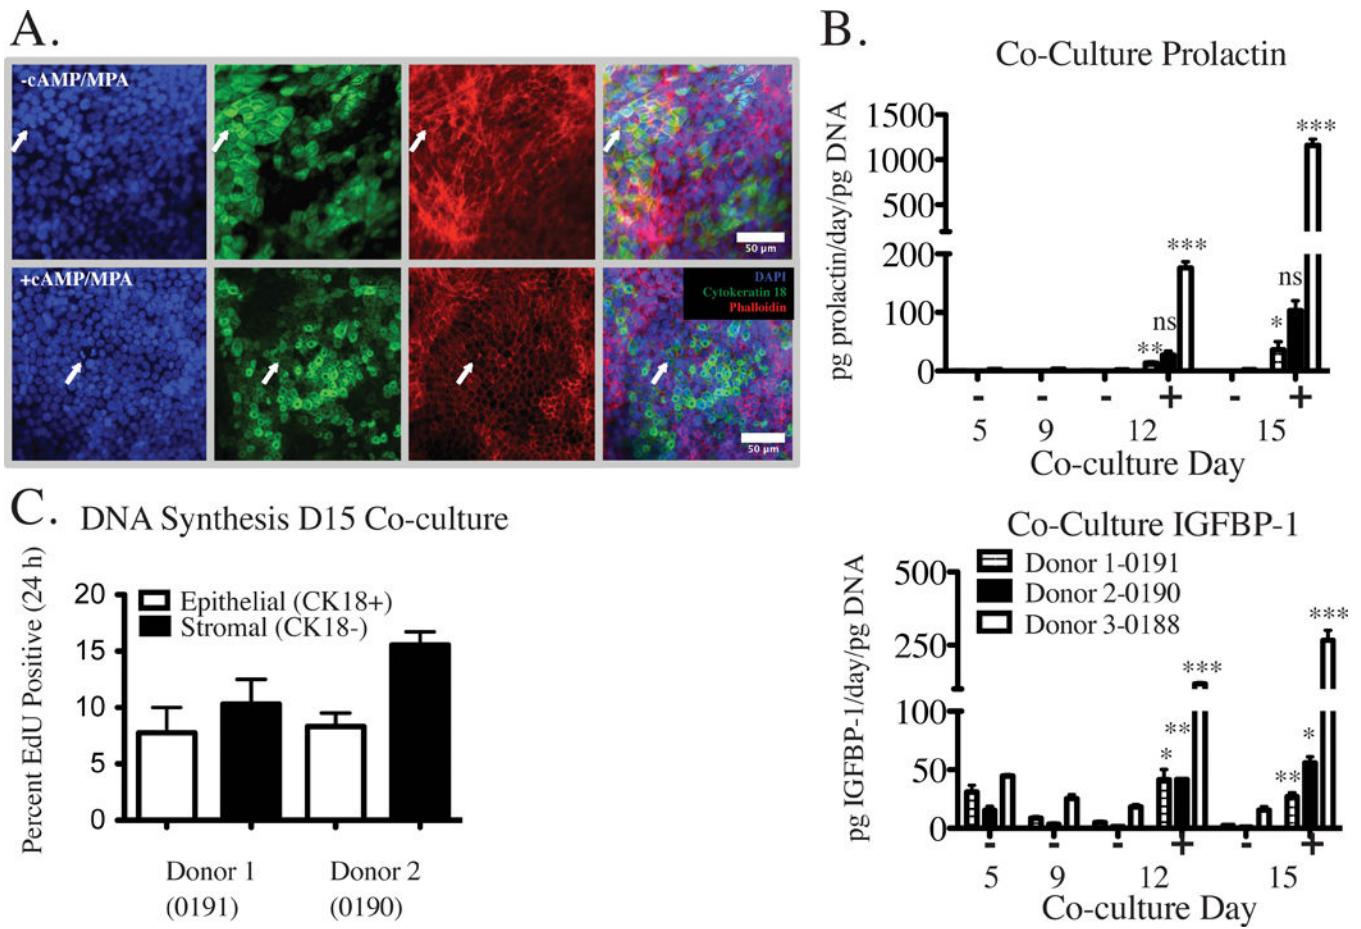 A.
-cAMP/MPA
50 µm
+cAMP/MPA
DAPI
Cytokeratin 18
Phalloidin
50 µm
B.
Co-Culture Prolactin
pg prolactin/day/pg DNA
1500
1000
500
200
100
0
** ns *** * ns ***
- - - + - +
5 9 12 15
Co-culture Day
Co-Culture IGFBP-1
pg IGFBP-1/day/pg DNA
Donor 1-0191
Donor 2-0190
Donor 3-0188
500
250
100
50
0
* ** *** ** * ***
- - - + - +
5 9 12 15
Co-culture Day
C.
DNA Synthesis D15 Co-culture
Percent EdU Positive (24 h)
Epithelial (CK18+)
Stromal (CK18-)
20
15
10
5
0
Donor 1 Donor 2
(0191) (0190)